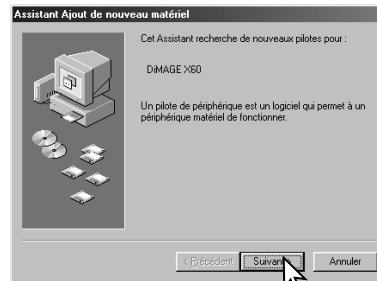 Assistant Ajout de nouveau matériel
Cet Assistant recherche de nouveaux pilotes pour :
DiMAGE X60
Un pilote de périphérique est un logiciel qui permet à un
périphérique matériel de fonctionner.
< Précédent Suivant > Annuler